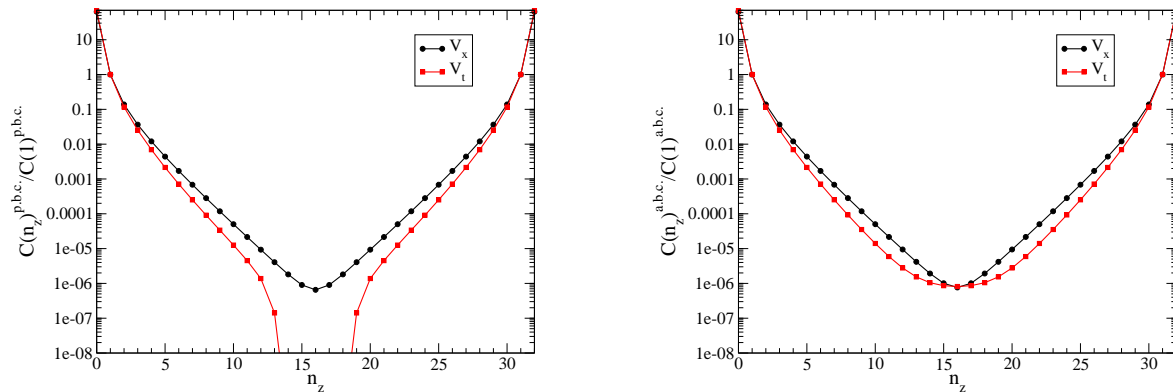 10
1
0.1
0.01
0.001
0.0001
1e-05
1e-06
1e-07
1e-08
0 5 10 15 20 25 30
n_z
C(n_z)^p.b.c./C(1)^p.b.c.
V_x
V_t
10
1
0.1
0.01
0.001
0.0001
1e-05
1e-06
1e-07
1e-08
0 5 10 15 20 25 30
n_z
C(n_z)^a.b.c./C(1)^a.b.c.
V_x
V_t